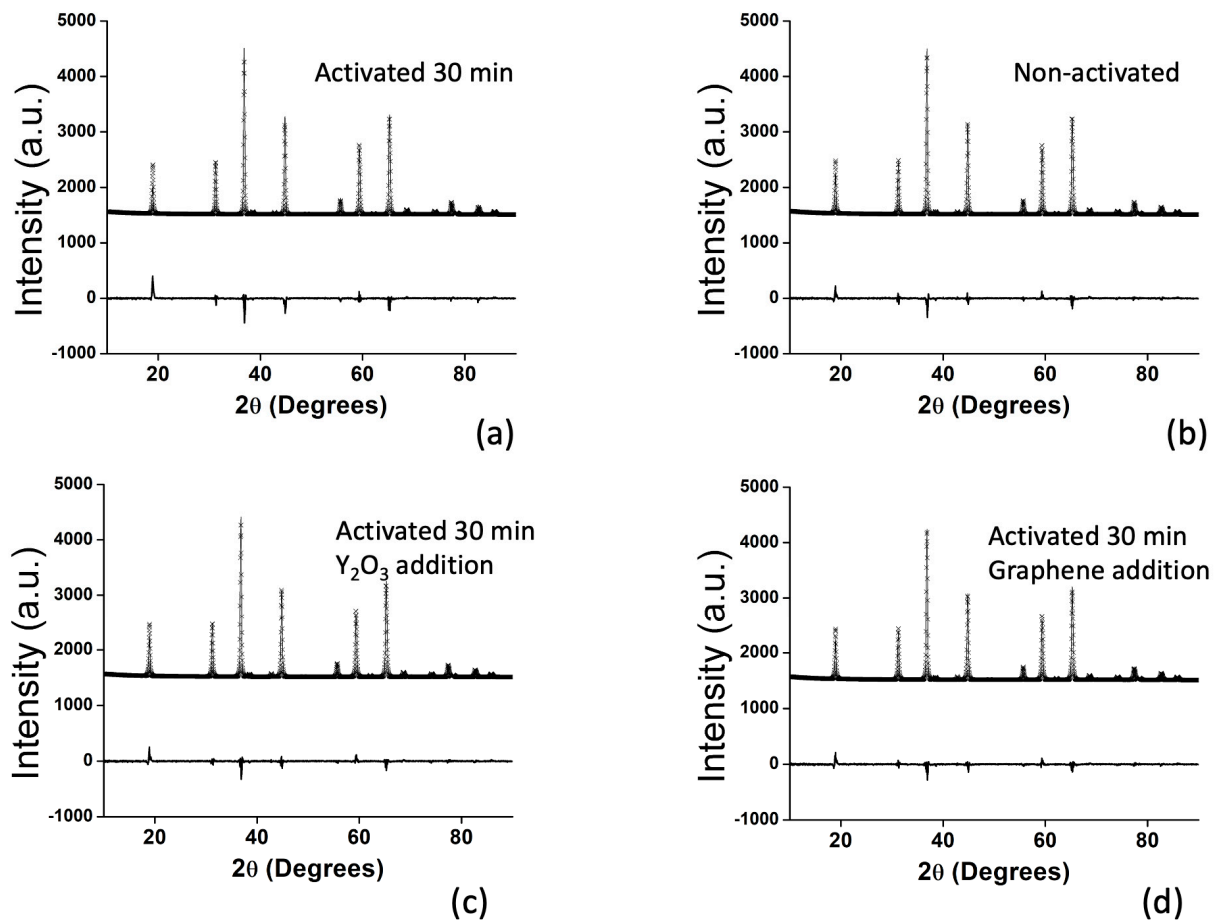 5000
4000
3000
2000
1000
0
-1000
Intensity (a.u.)
Activated 30 min
20 40 60 80
2θ (Degrees)
(a)
5000
4000
3000
2000
1000
0
-1000
Intensity (a.u.)
Non-activated
20 40 60 80
2θ (Degrees)
(b)
5000
4000
3000
2000
1000
0
-1000
Intensity (a.u.)
Activated 30 min
Y₂O₃ addition
20 40 60 80
2θ (Degrees)
(c)
5000
4000
3000
2000
1000
0
-1000
Intensity (a.u.)
Activated 30 min
Graphene addition
20 40 60 80
2θ (Degrees)
(d)